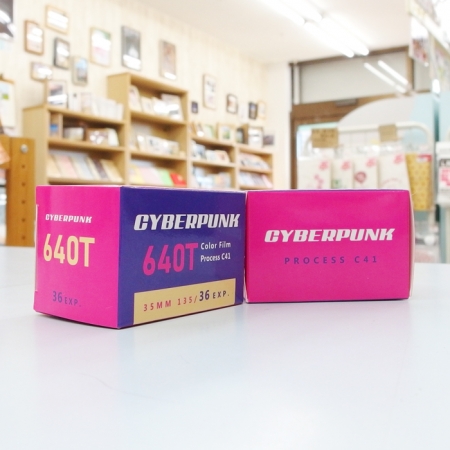 CYBERPUNK
640T
36 EXP.
CYBERPUNK
640T
Color Film
Process C41
35MM 135/36 EXP.
CYBERPUNK
PROCESS C41